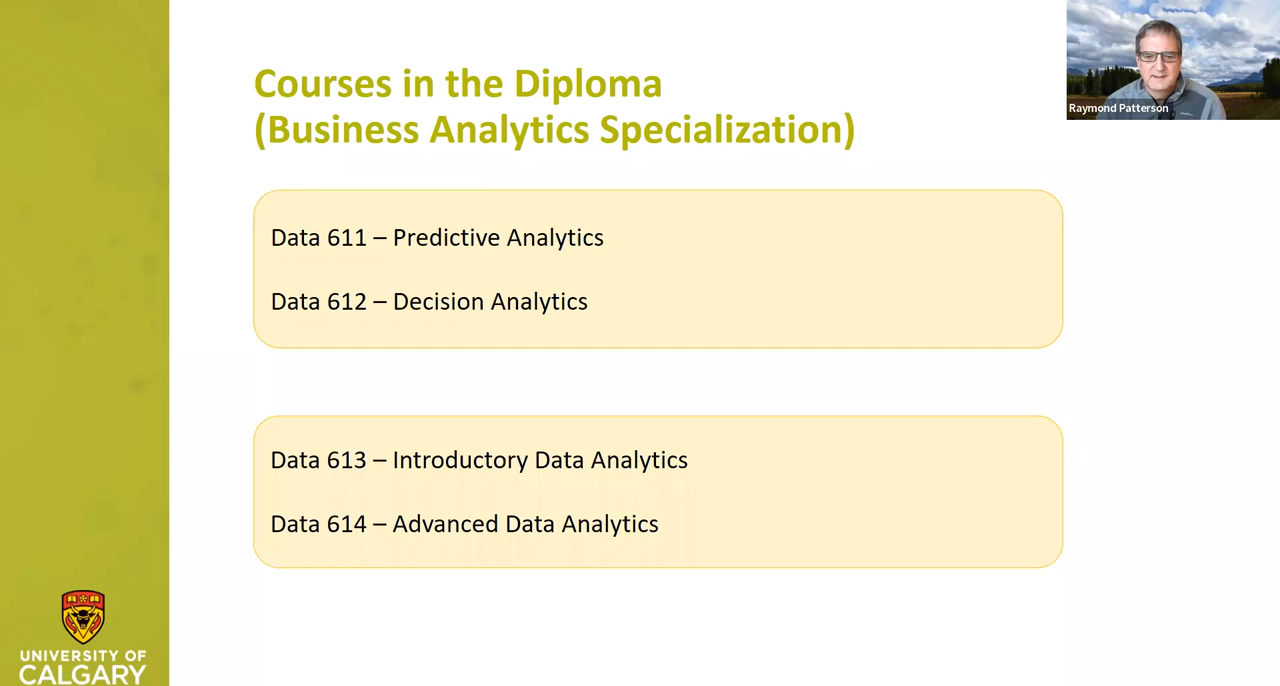 Courses in the Diploma
(Business Analytics Specialization)
Raymond Patterson
Data 611 – Predictive Analytics
Data 612 – Decision Analytics
Data 613 – Introductory Data Analytics
Data 614 – Advanced Data Analytics
UNIVERSITY OF
CALGARY